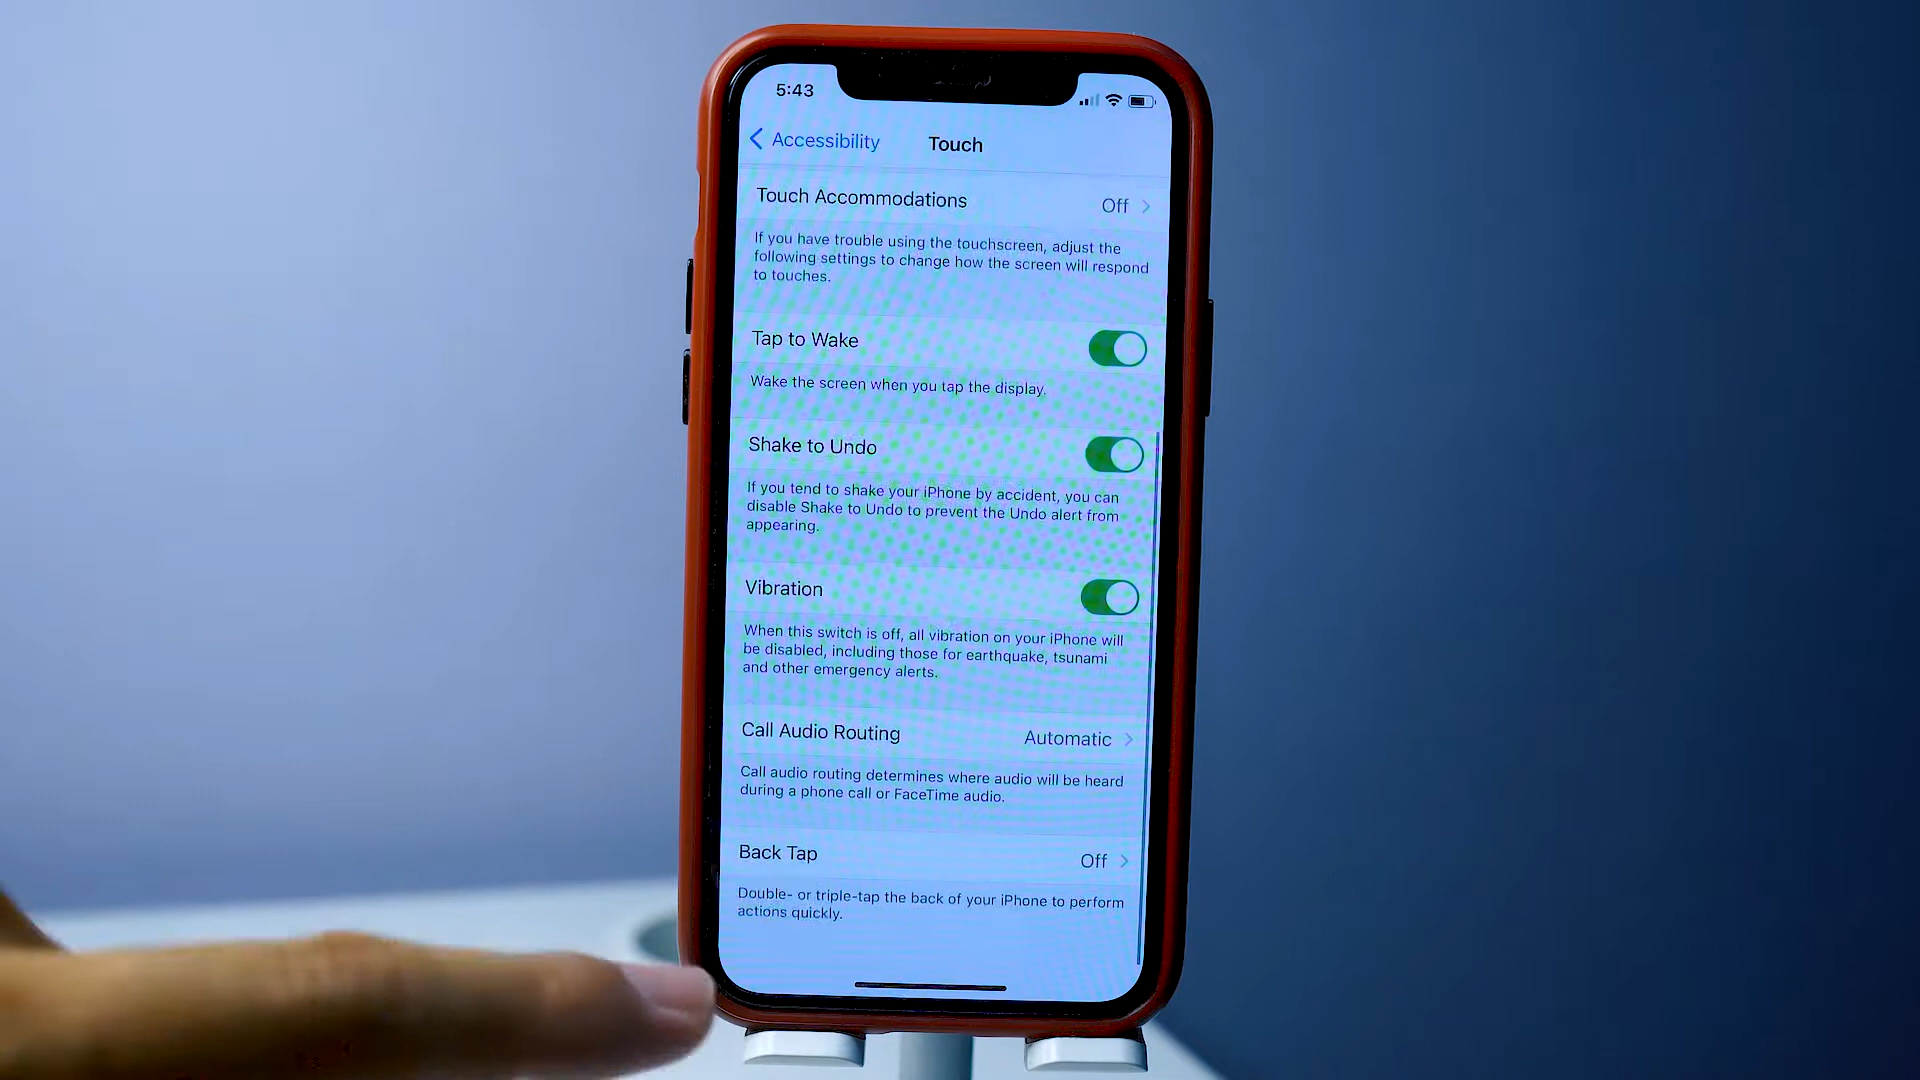 5:43
Accessibility
Touch
Touch Accommodations
Off
If you have trouble using the touchscreen, adjust the
following settings to change how the screen will respond
to touches.
Tap to Wake
Wake the screen when you tap the display.
Shake to Undo
If you tend to shake your iPhone by accident, you can
disable Shake to Undo to prevent the Undo alert from
appearing.
Vibration
When this switch is off, all vibration on your iPhone will
be disabled, including those for earthquake, tsunami
and other emergency alerts.
Call Audio Routing
Automatic
Call audio routing determines where audio will be heard
during a phone call or FaceTime audio.
Back Tap
Off
Double- or triple-tap the back of your iPhone to perform
actions quickly.